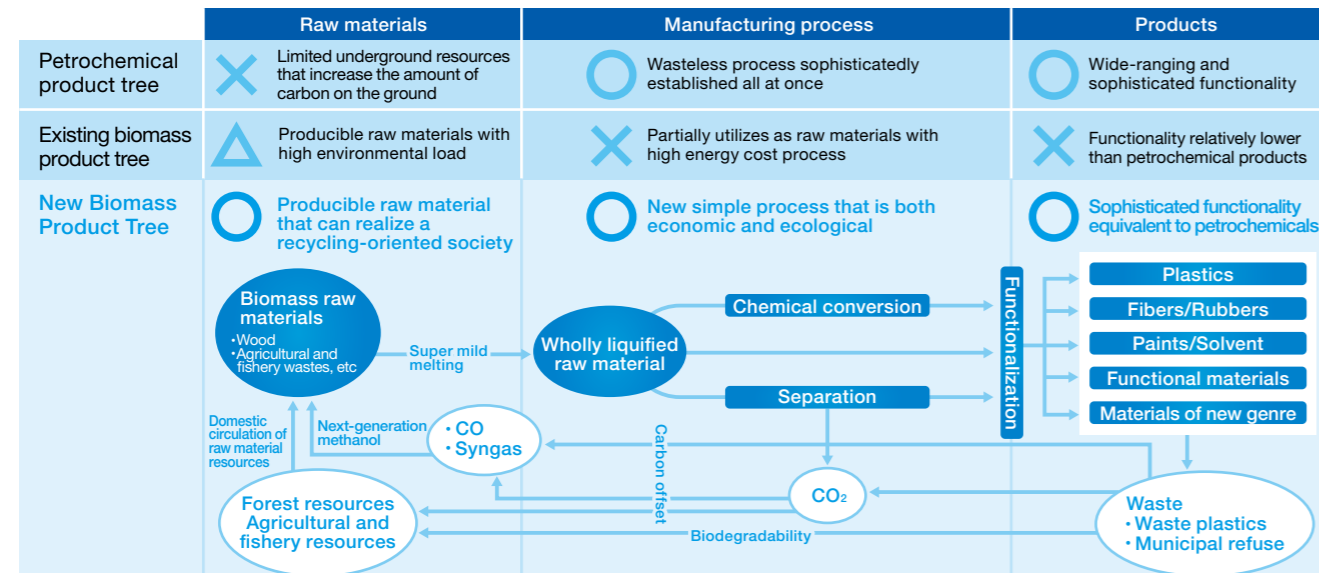 Raw materials
Manufacturing process
Products
Petrochemical
product tree
Limited underground resources
that increase the amount of
carbon on the ground
Wasteless process sophisticatedly
established all at once
Wide-ranging and
sophisticated functionality
Existing biomass
product tree
Producible raw materials with
high environmental load
Partially utilizes as raw materials with
high energy cost process
Functionality relatively lower
than petrochemical products
New Biomass
Product Tree
Producible raw material
that can realize a
recycling-oriented society
New simple process that is both
economic and ecological
Sophisticated functionality
equivalent to petrochemicals
Biomass raw
materials
・Wood
・Agricultural and
fishery wastes, etc
Super mild
melting
Wholly liquified
raw material
Chemical conversion
Separation
Functionalization
Plastics
Fibers/Rubbers
Paints/Solvent
Functional materials
Materials of new genre
Domestic
circulation of
raw material
resources
Next-generation
methanol
・CO
・Syngas
Carbon offset
CO₂
Forest resources
Agricultural and
fishery resources
Biodegradability
Waste
・Waste plastics
・Municipal refuse